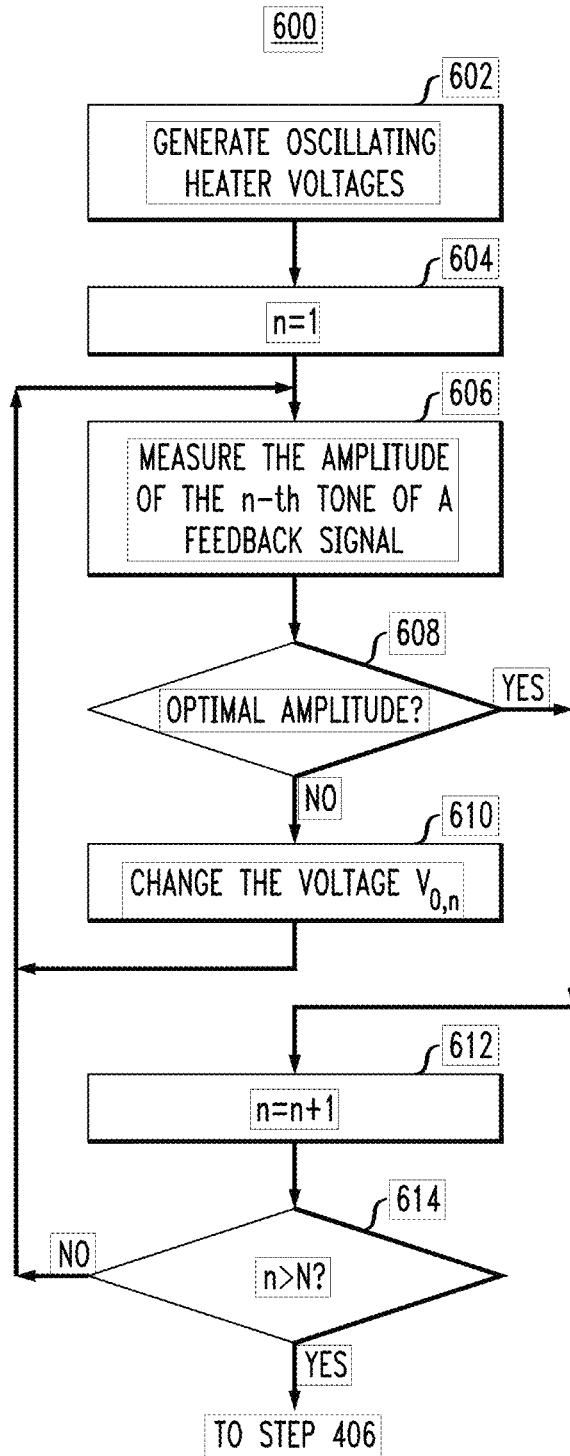 600
602
GENERATE OSCILLATING
HEATER VOLTAGES
604
n=1
606
MEASURE THE AMPLITUDE
OF THE n-th TONE OF A
FEEDBACK SIGNAL
608
OPTIMAL AMPLITUDE?
YES
NO
610
CHANGE THE VOLTAGE V0,n
612
n=n+1
614
n>N?
NO
YES
TO STEP 406